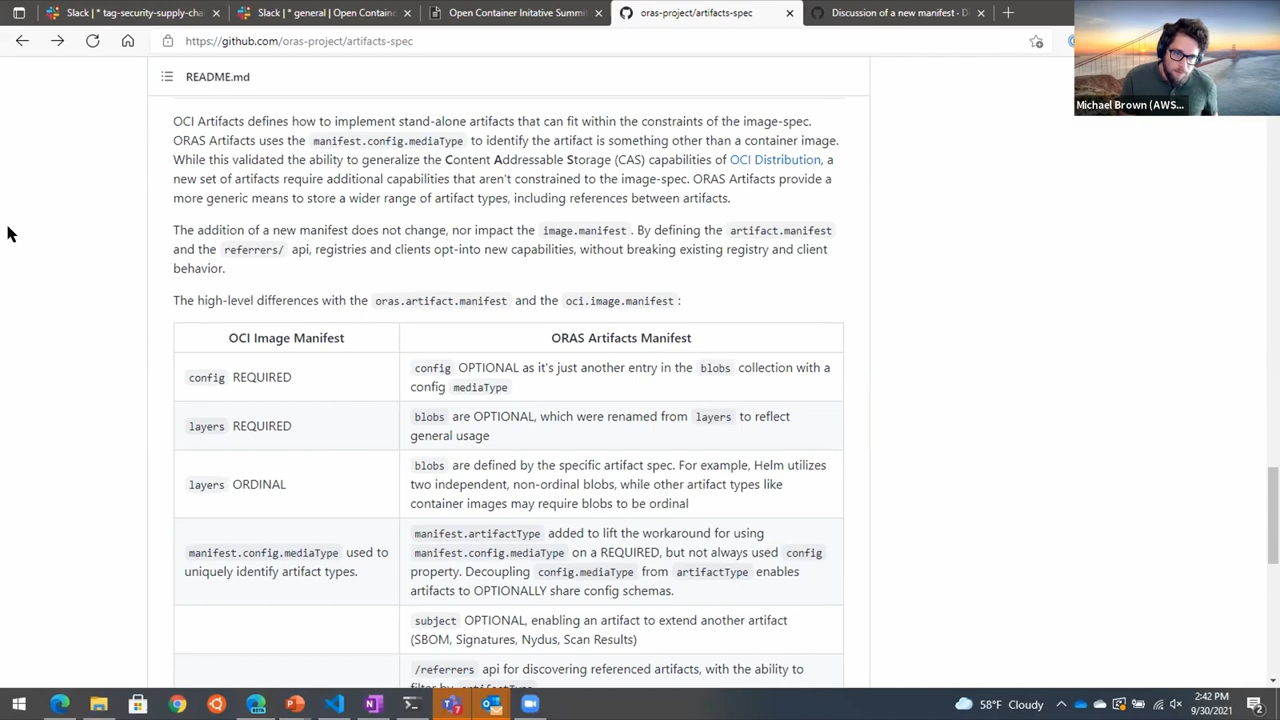 Slack | * tag-security-supply-cha
Slack | * general | Open Contain
Open Container Initative Summi
oras-project/artifacts-spec
Discussion of a new manifest - D
https://github.com/oras-project/artifacts-spec
Michael Brown (AWS...
README.md
OCI Artifacts defines how to implement stand-alone artifacts that can fit within the constraints of the image-spec.
ORAS Artifacts uses the manifest.config.mediaType to identify the artifact is something other than a container image.
While this validated the ability to generalize the Content Addressable Storage (CAS) capabilities of OCI Distribution, a
new set of artifacts require additional capabilities that aren't constrained to the image-spec. ORAS Artifacts provide a
more generic means to store a wider range of artifact types, including references between artifacts.
The addition of a new manifest does not change, nor impact the image.manifest. By defining the artifact.manifest
and the referrers/ api, registries and clients opt-into new capabilities, without breaking existing registry and client
behavior.
The high-level differences with the oras.artifact.manifest and the oci.image.manifest:
OCI Image Manifest
ORAS Artifacts Manifest
config REQUIRED
config OPTIONAL as it's just another entry in the blobs collection with a
config mediaType
layers REQUIRED
blobs are OPTIONAL, which were renamed from layers to reflect
general usage
layers ORDINAL
blobs are defined by the specific artifact spec. For example, Helm utilizes
two independent, non-ordinal blobs, while other artifact types like
container images may require blobs to be ordinal
manifest.config.mediaType used to
uniquely identify artifact types.
manifest.artifactType added to lift the workaround for using
manifest.config.mediaType on a REQUIRED, but not always used config
property. Decoupling config.mediaType from artifactType enables
artifacts to OPTIONALLY share config schemas.
subject OPTIONAL, enabling an artifact to extend another artifact
(SBOM, Signatures, Nydus, Scan Results)
/referrers api for discovering referenced artifacts, with the ability to
filter by artifactType
58°F Cloudy
2:42 PM
9/30/2021